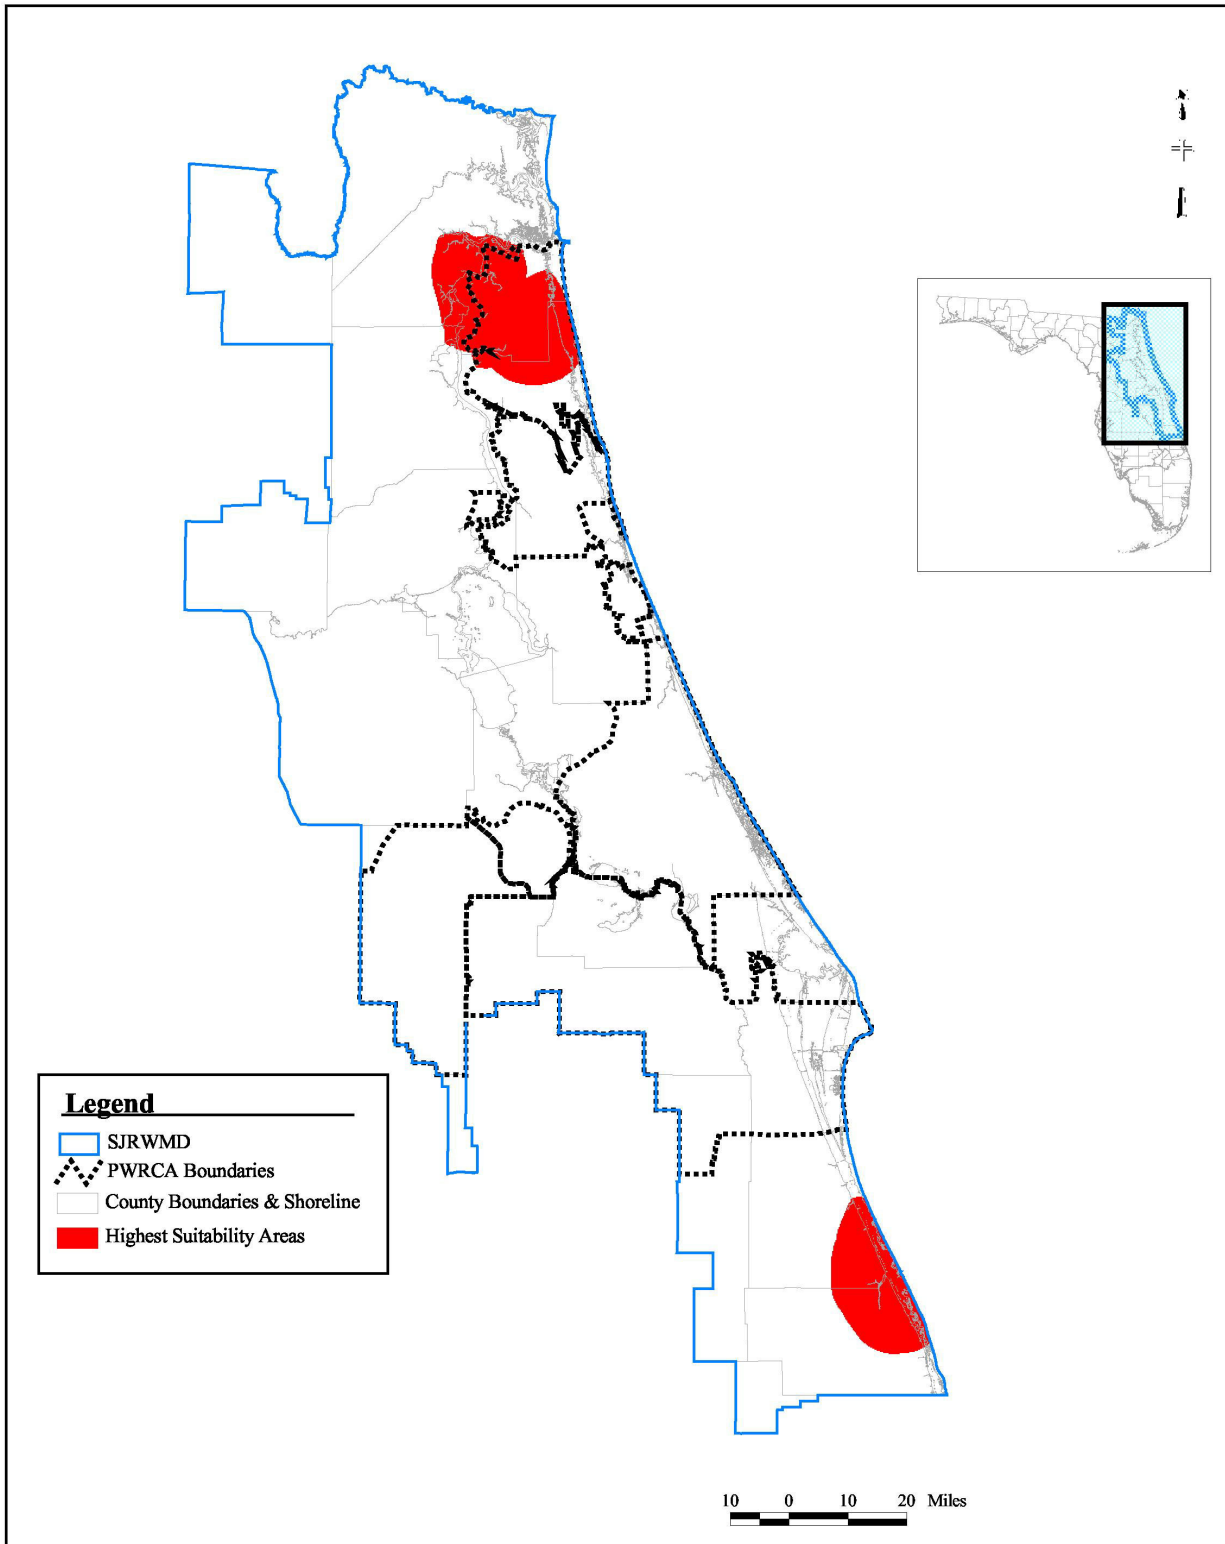 Legend
SJRWMD
PWRCA Boundaries
County Boundaries & Shoreline
Highest Suitability Areas
10 0 10 20 Miles